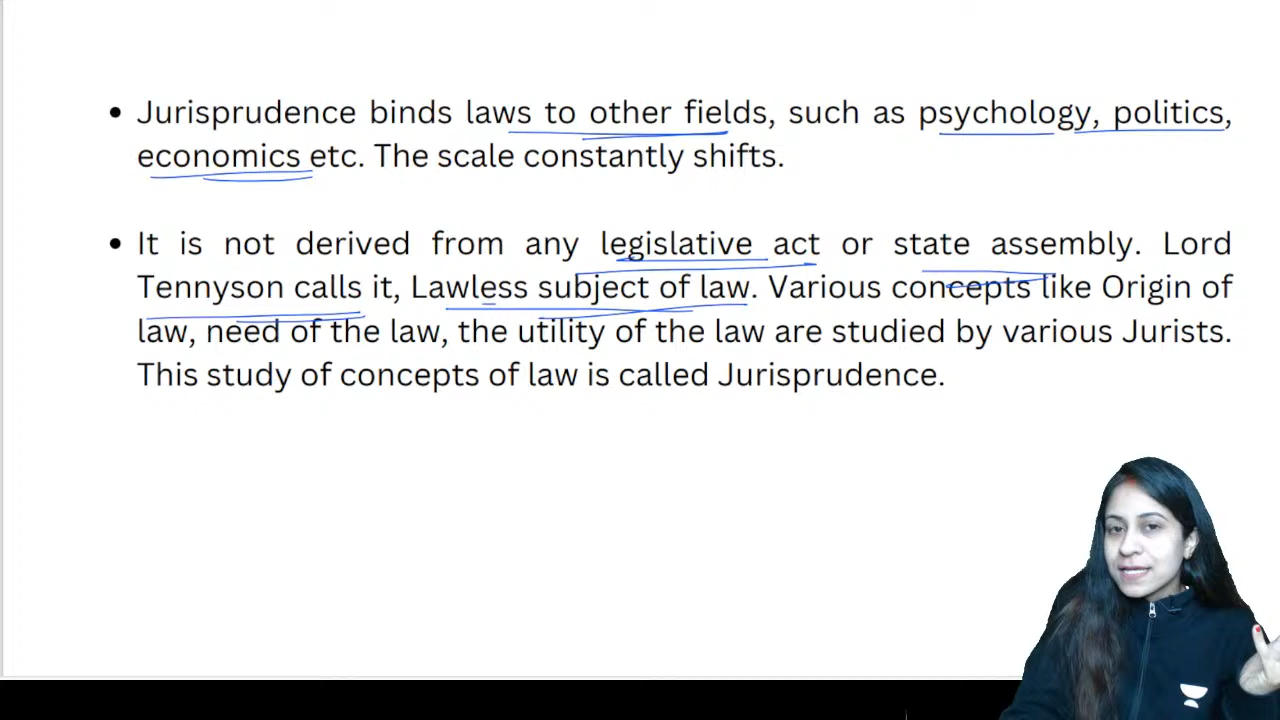 • Jurisprudence binds laws to other fields, such as psychology, politics,
economics etc. The scale constantly shifts.
• It is not derived from any legislative act or state assembly. Lord
Tennyson calls it, Lawless subject of law. Various concepts like Origin of
law, need of the law, the utility of the law are studied by various Jurists.
This study of concepts of law is called Jurisprudence.